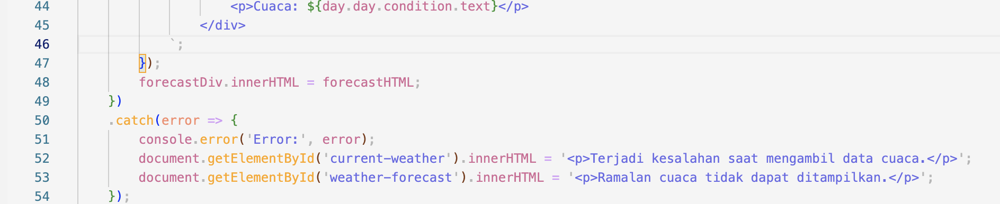 44 <p>Cuaca: ${day.day.condition.text}</p>
45 </div>
46 `;
47 });
48 forecastDiv.innerHTML = forecastHTML;
49 })
50 .catch(error => {
51 console.error('Error:', error);
52 document.getElementById('current-weather').innerHTML = '<p>Terjadi kesalahan saat mengambil data cuaca.</p>';
53 document.getElementById('weather-forecast').innerHTML = '<p>Ramalan cuaca tidak dapat ditampilkan.</p>';
54 });